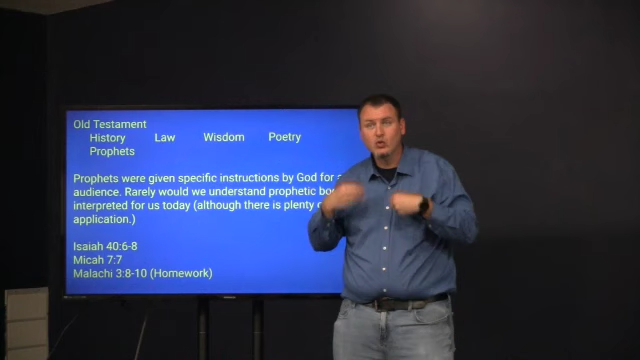 Old Testament
History Law Wisdom Poetry
Prophets
Prophets were given specific instructions by God for
audience. Rarely would we understand prophetic
interpreted for us today (although there is plenty
application.)
Isaiah 40:6-8
Micah 7:7
Malachi 3:8-10 (Homework)